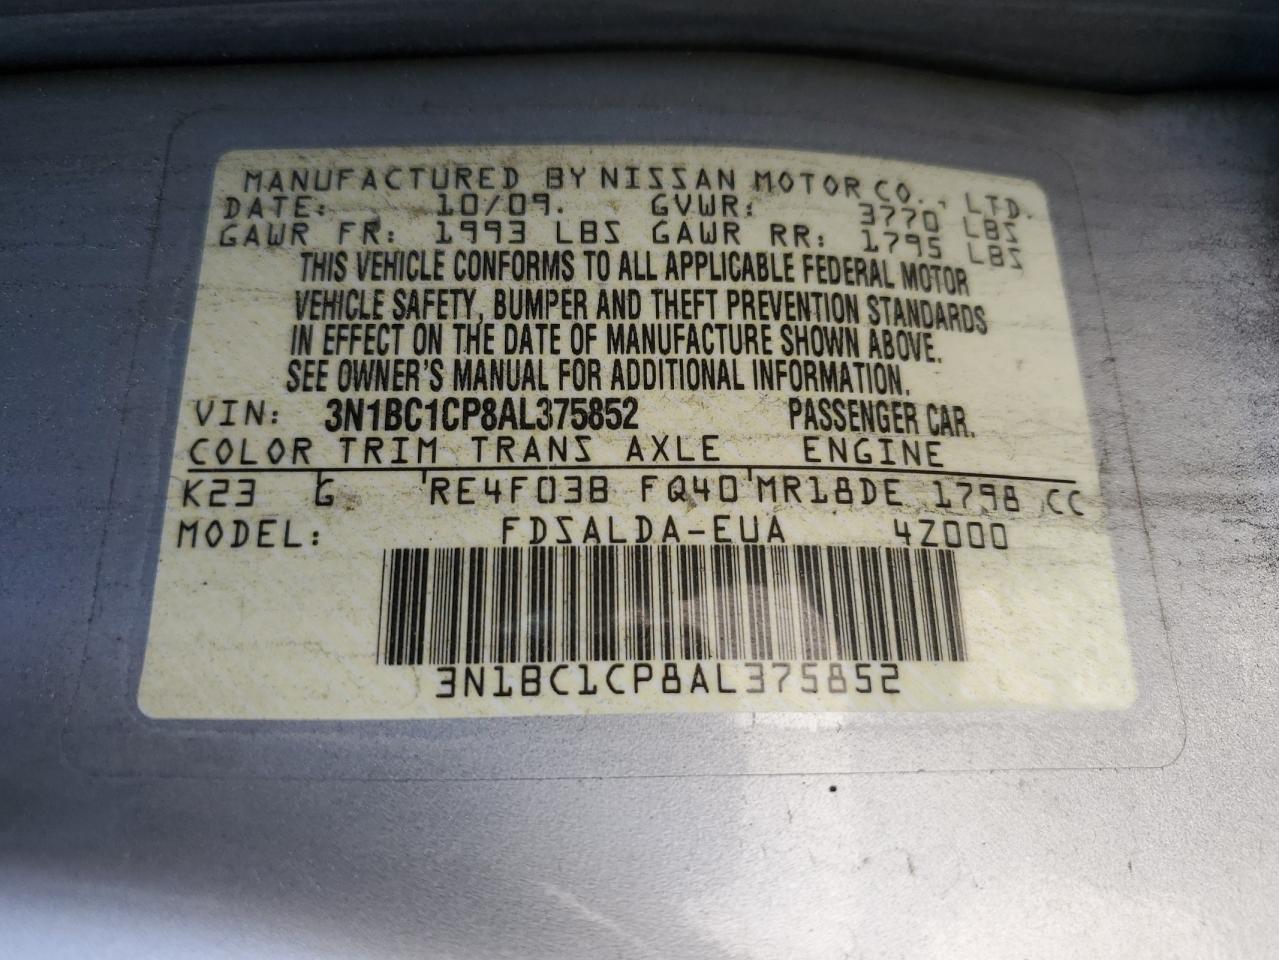 MANUFACTURED BY NISSAN MOTOR CO., LTD.
DATE: 10/09. GVWR: 3770 LBS
GAWR FR: 1993 LBS GAWR RR: 1795 LBS
THIS VEHICLE CONFORMS TO ALL APPLICABLE FEDERAL MOTOR
VEHICLE SAFETY, BUMPER AND THEFT PREVENTION STANDARDS
IN EFFECT ON THE DATE OF MANUFACTURE SHOWN ABOVE.
SEE OWNER'S MANUAL FOR ADDITIONAL INFORMATION.
VIN: 3N1BC1CP8AL375852 PASSENGER CAR.
COLOR TRIM TRANS AXLE ENGINE
K23 G RE4F03B FQ40 MR18DE 1798 CC
MODEL: FDSALDA-EUA 4Z000
3N1BC1CP8AL375852